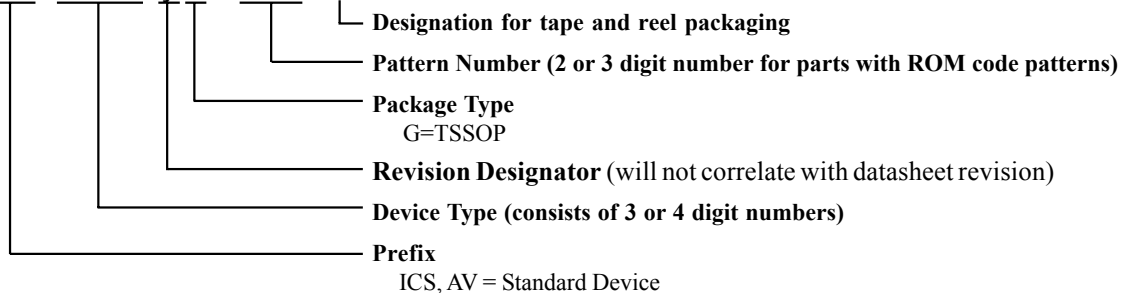 Designation for tape and reel packaging
Pattern Number (2 or 3 digit number for parts with ROM code patterns)
Package Type
G=TSSOP
Revision Designator (will not correlate with datasheet revision)
Device Type (consists of 3 or 4 digit numbers)
Prefix
ICS, AV = Standard Device